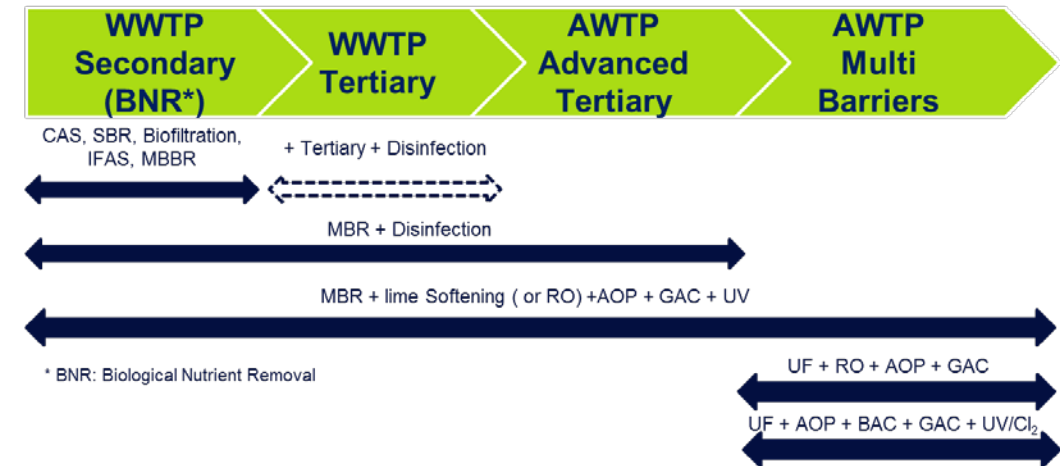 WWTP
Secondary
(BNR*)
WWTP
Tertiary
AWTP
Advanced
Tertiary
AWTP
Multi
Barriers
CAS, SBR, Biofiltration,
IFAS, MBBR
+ Tertiary + Disinfection
MBR + Disinfection
MBR + lime Softening ( or RO) +AOP + GAC + UV
* BNR: Biological Nutrient Removal
UF + RO + AOP + GAC
UF + AOP + BAC + GAC + UV/Cl₂